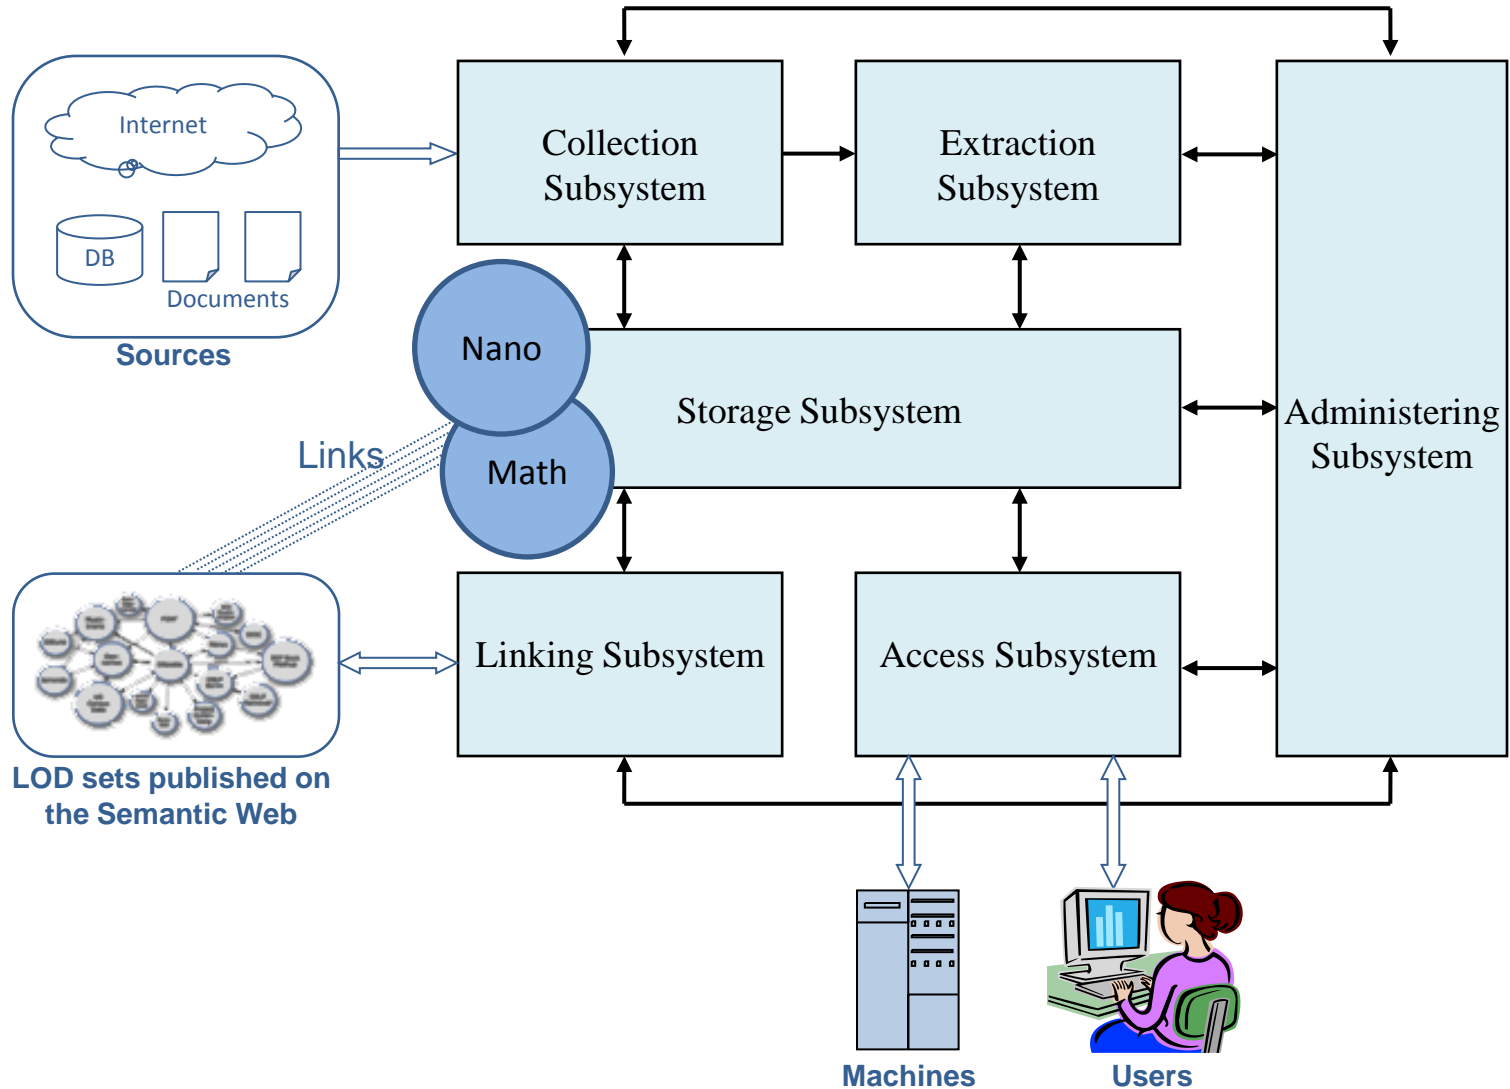 Internet
DB
Documents
Sources
Collection
Subsystem
Extraction
Subsystem
Nano
Math
Storage Subsystem
Administering
Subsystem
Links
Linking Subsystem
Access Subsystem
LOD sets published on
the Semantic Web
Machines
Users